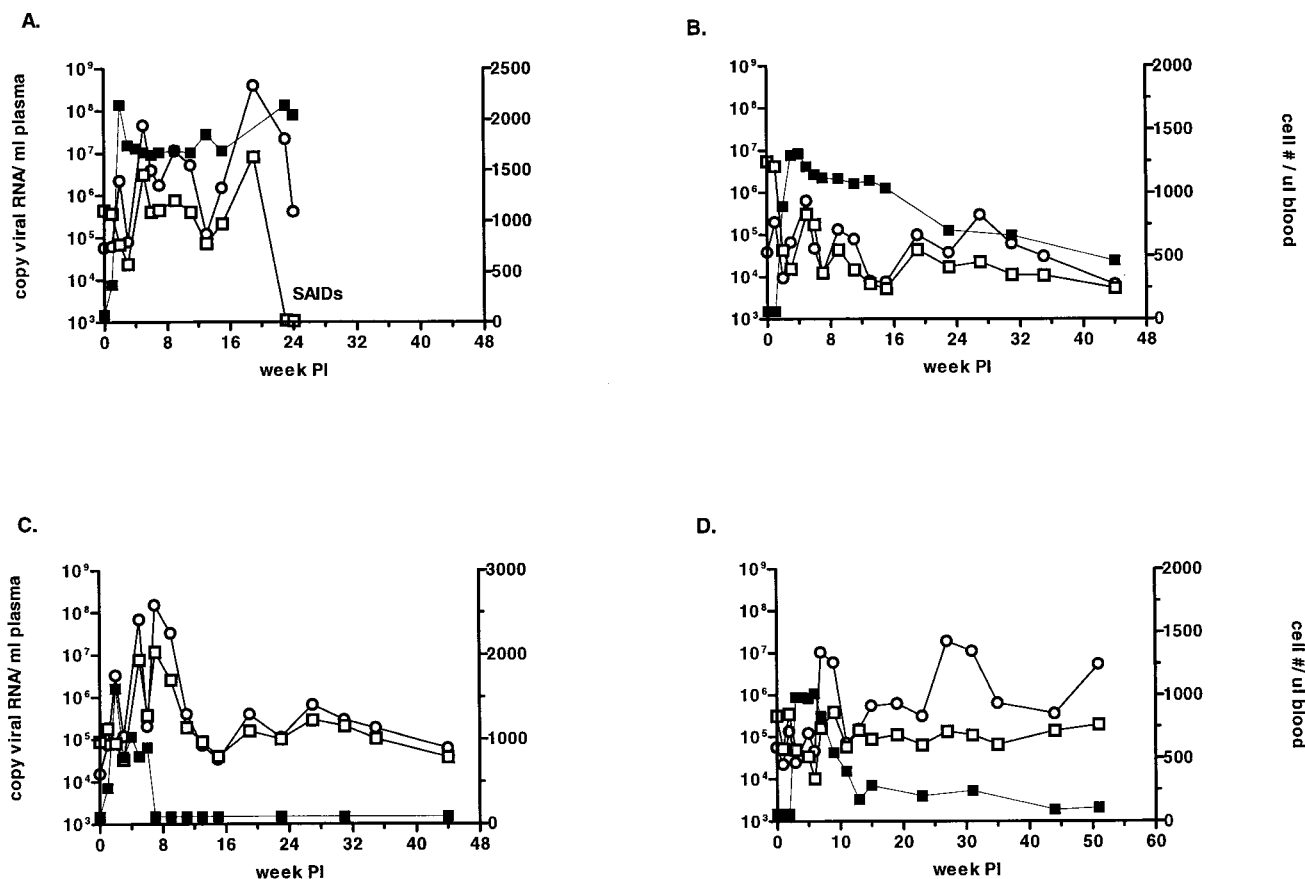 A.
copy viral RNA/ ml plasma
10⁹
10⁸
10⁷
10⁶
10⁵
10⁴
10³
2500
2000
1500
1000
500
0
SAIDs
0 8 16 24 32 40 48
week PI
B.
10⁹
10⁸
10⁷
10⁶
10⁵
10⁴
10³
2000
1500
1000
500
0
cell # / ul blood
0 8 16 24 32 40 48
week PI
C.
copy viral RNA/ ml plasma
10⁹
10⁸
10⁷
10⁶
10⁵
10⁴
10³
3000
2000
1000
0
0 8 16 24 32 40 48
week PI
D.
10⁹
10⁸
10⁷
10⁶
10⁵
10⁴
10³
2000
1500
1000
500
0
cell #/ ul blood
0 10 20 30 40 50 60
week PI